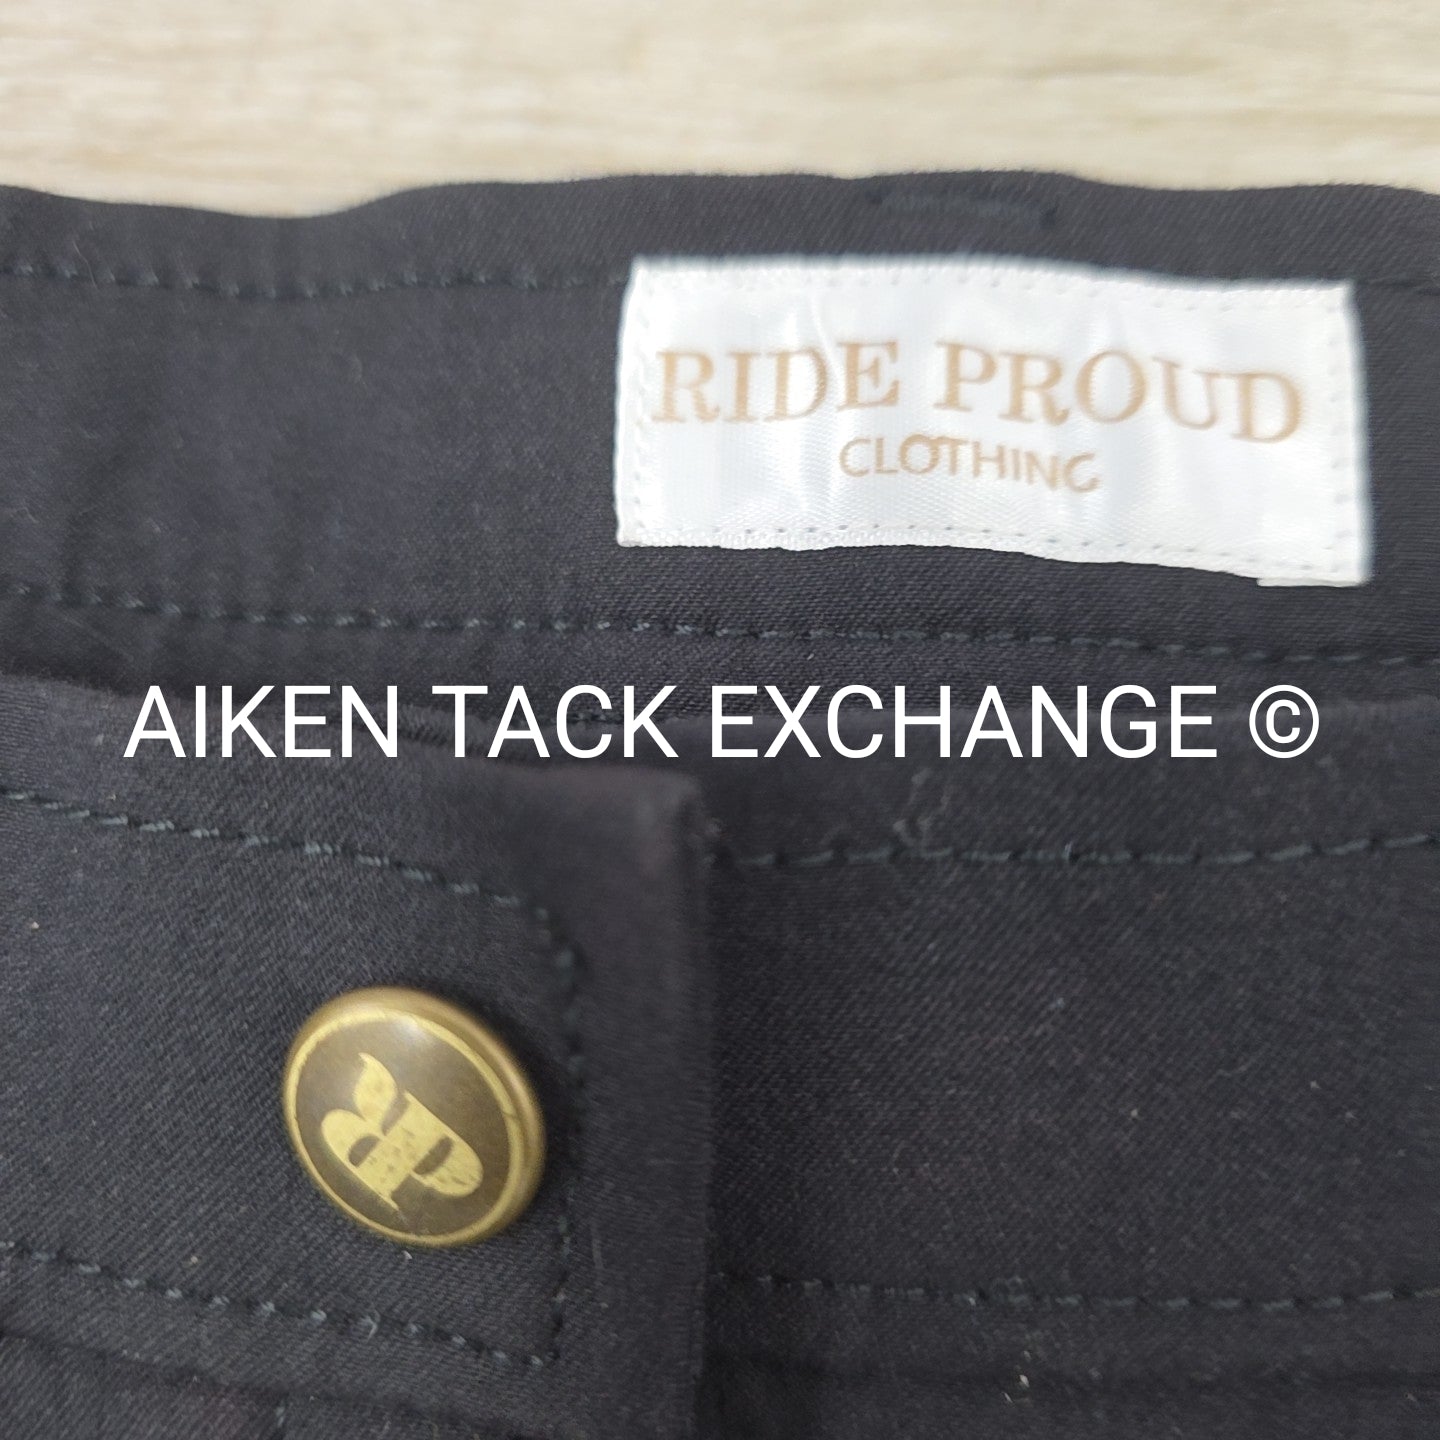 RIDE PROUD
CLOTHING
AIKEN TACK EXCHANGE ©
RP